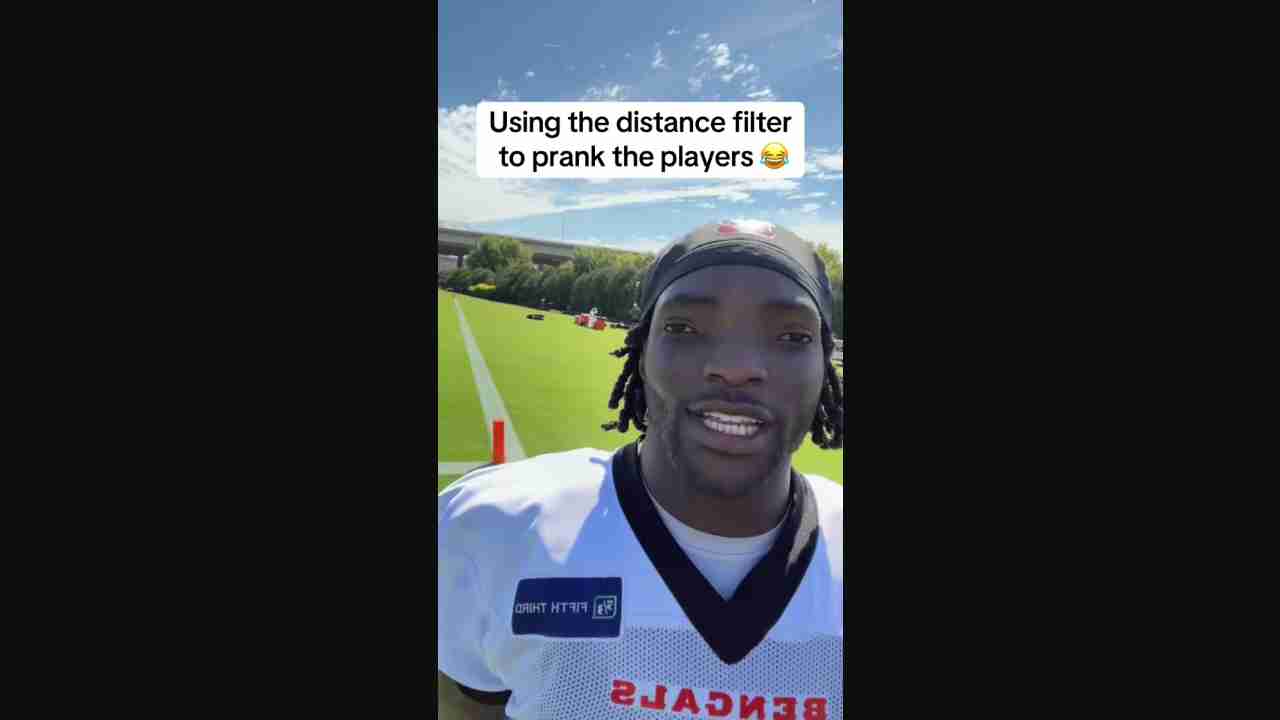 Using the distance filter
to prank the players 😂
FIFTH THIRD
BENGALS